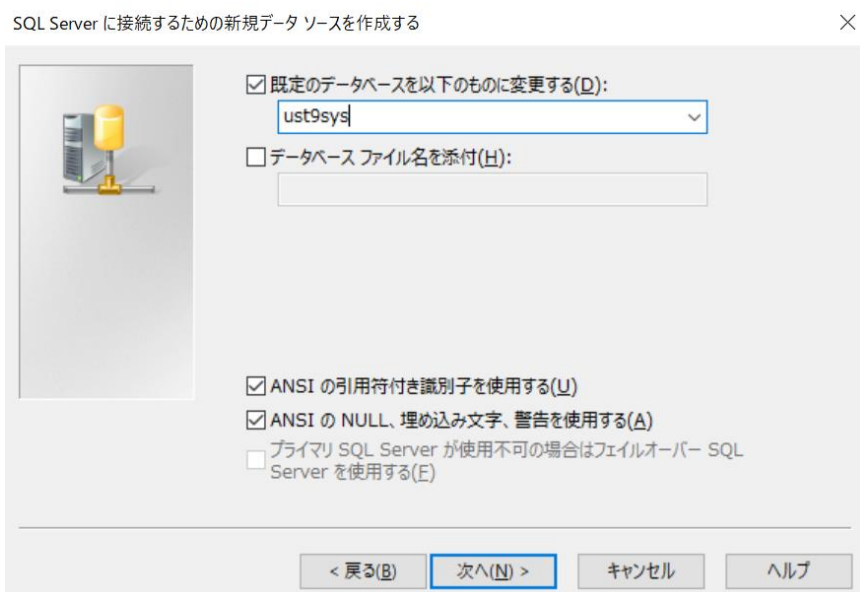 SQL Server に接続するための新規データ ソースを作成する
既定のデータベースを以下のものに変更する(D):
ust9sys
データベース ファイル名を添付(H):
ANSI の引用符付き識別子を使用する(U)
ANSI の NULL、埋め込み文字、警告を使用する(A)
プライマリ SQL Server が使用不可の場合はフェイルオーバー SQL
Server を使用する(F)
< 戻る(B) 次へ(N) > キャンセル ヘルプ